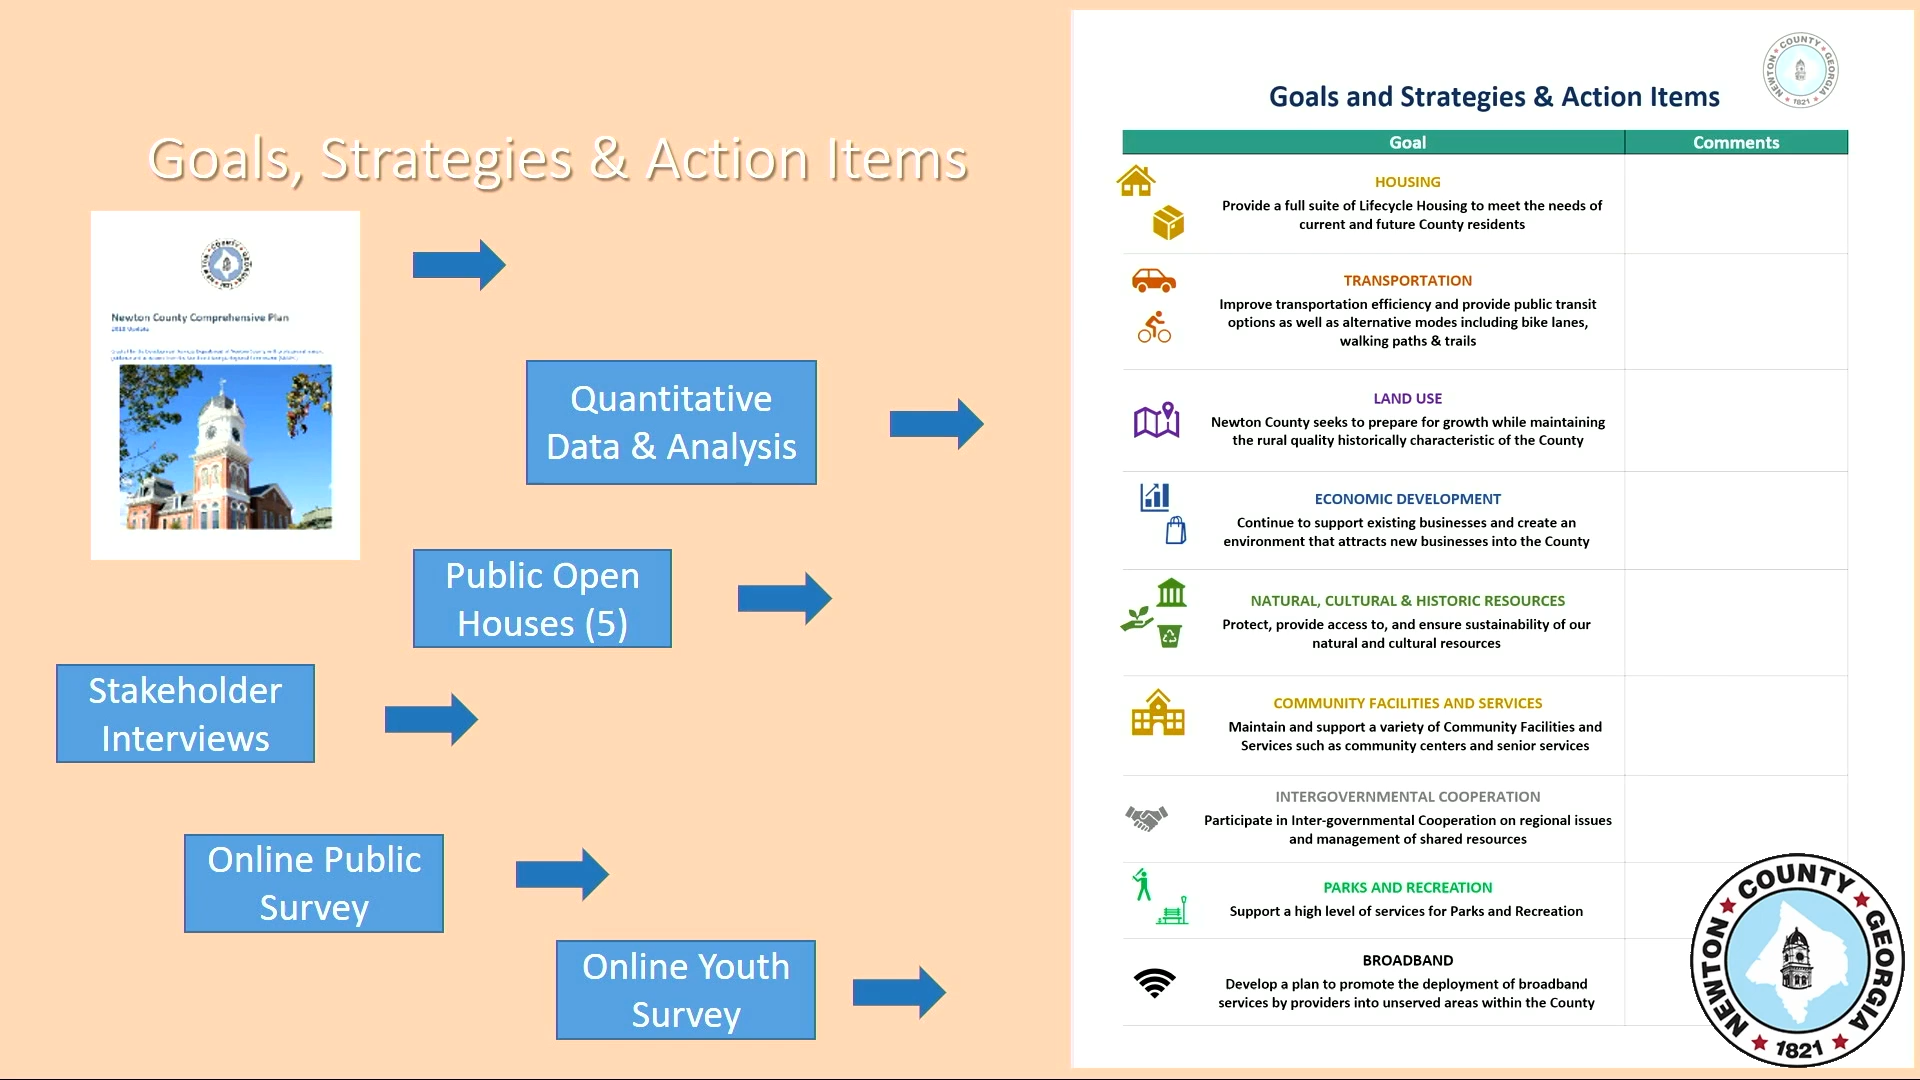 Goals, Strategies & Action Items
NEWTON COUNTY GEORGIA
Newton County Comprehensive Plan
2018 Update
Quantitative
Data & Analysis
Public Open
Houses (5)
Stakeholder
Interviews
Online Public
Survey
Online Youth
Survey
NEWTON COUNTY GEORGIA
1821
Goals and Strategies & Action Items
Goal Comments
HOUSING
Provide a full suite of Lifecycle Housing to meet the needs of
current and future County residents
TRANSPORTATION
Improve transportation efficiency and provide public transit
options as well as alternative modes including bike lanes,
walking paths & trails
LAND USE
Newton County seeks to prepare for growth while maintaining
the rural quality historically characteristic of the County
ECONOMIC DEVELOPMENT
Continue to support existing businesses and create an
environment that attracts new businesses into the County
NATURAL, CULTURAL & HISTORIC RESOURCES
Protect, provide access to, and ensure sustainability of our
natural and cultural resources
COMMUNITY FACILITIES AND SERVICES
Maintain and support a variety of Community Facilities and
Services such as community centers and senior services
INTERGOVERNMENTAL COOPERATION
Participate in Inter-governmental Cooperation on regional issues
and management of shared resources
PARKS AND RECREATION
Support a high level of services for Parks and Recreation
BROADBAND
Develop a plan to promote the deployment of broadband
services by providers into unserved areas within the County
NEWTON COUNTY GEORGIA
1821